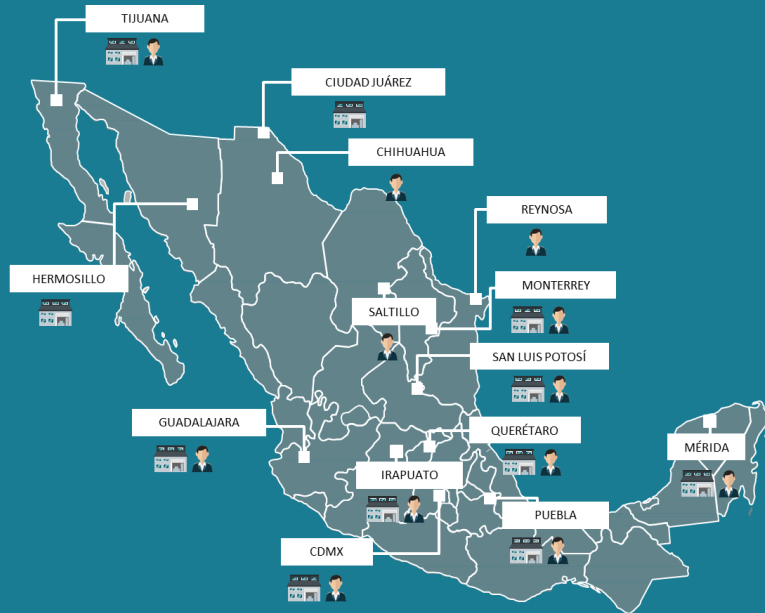 TIJUANA
CIUDAD JUÁREZ
CHIHUAHUA
REYNOSA
HERMOSILLO
MONTERREY
SALTILLO
SAN LUIS POTOSÍ
GUADALAJARA
QUERÉTARO
MÉRIDA
IRAPUATO
PUEBLA
CDMX